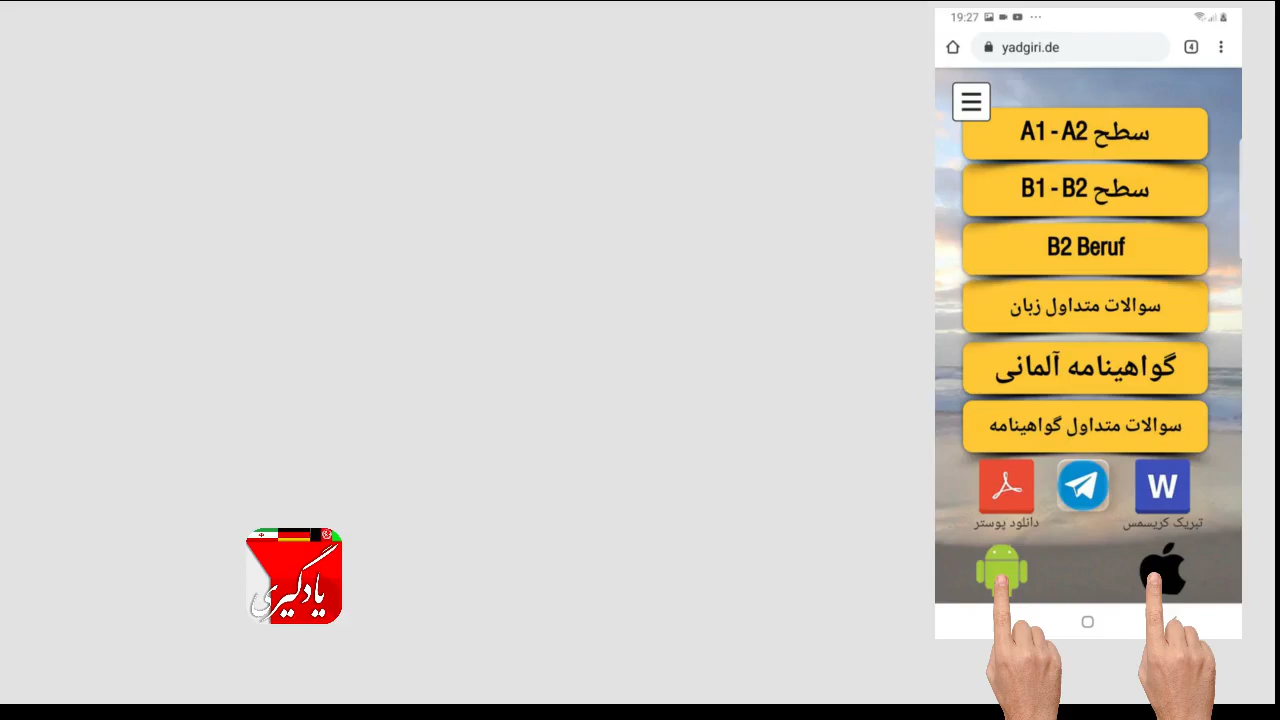 19:27
yadgiri.de
4
سطح A1 - A2
سطح B1 - B2
B2 Beruf
سوالات متداول زبان
گواهینامه آلمانی
سوالات متداول گواهینامه
W
دانلود پوستر
تبریک کریسمس
یادگیری